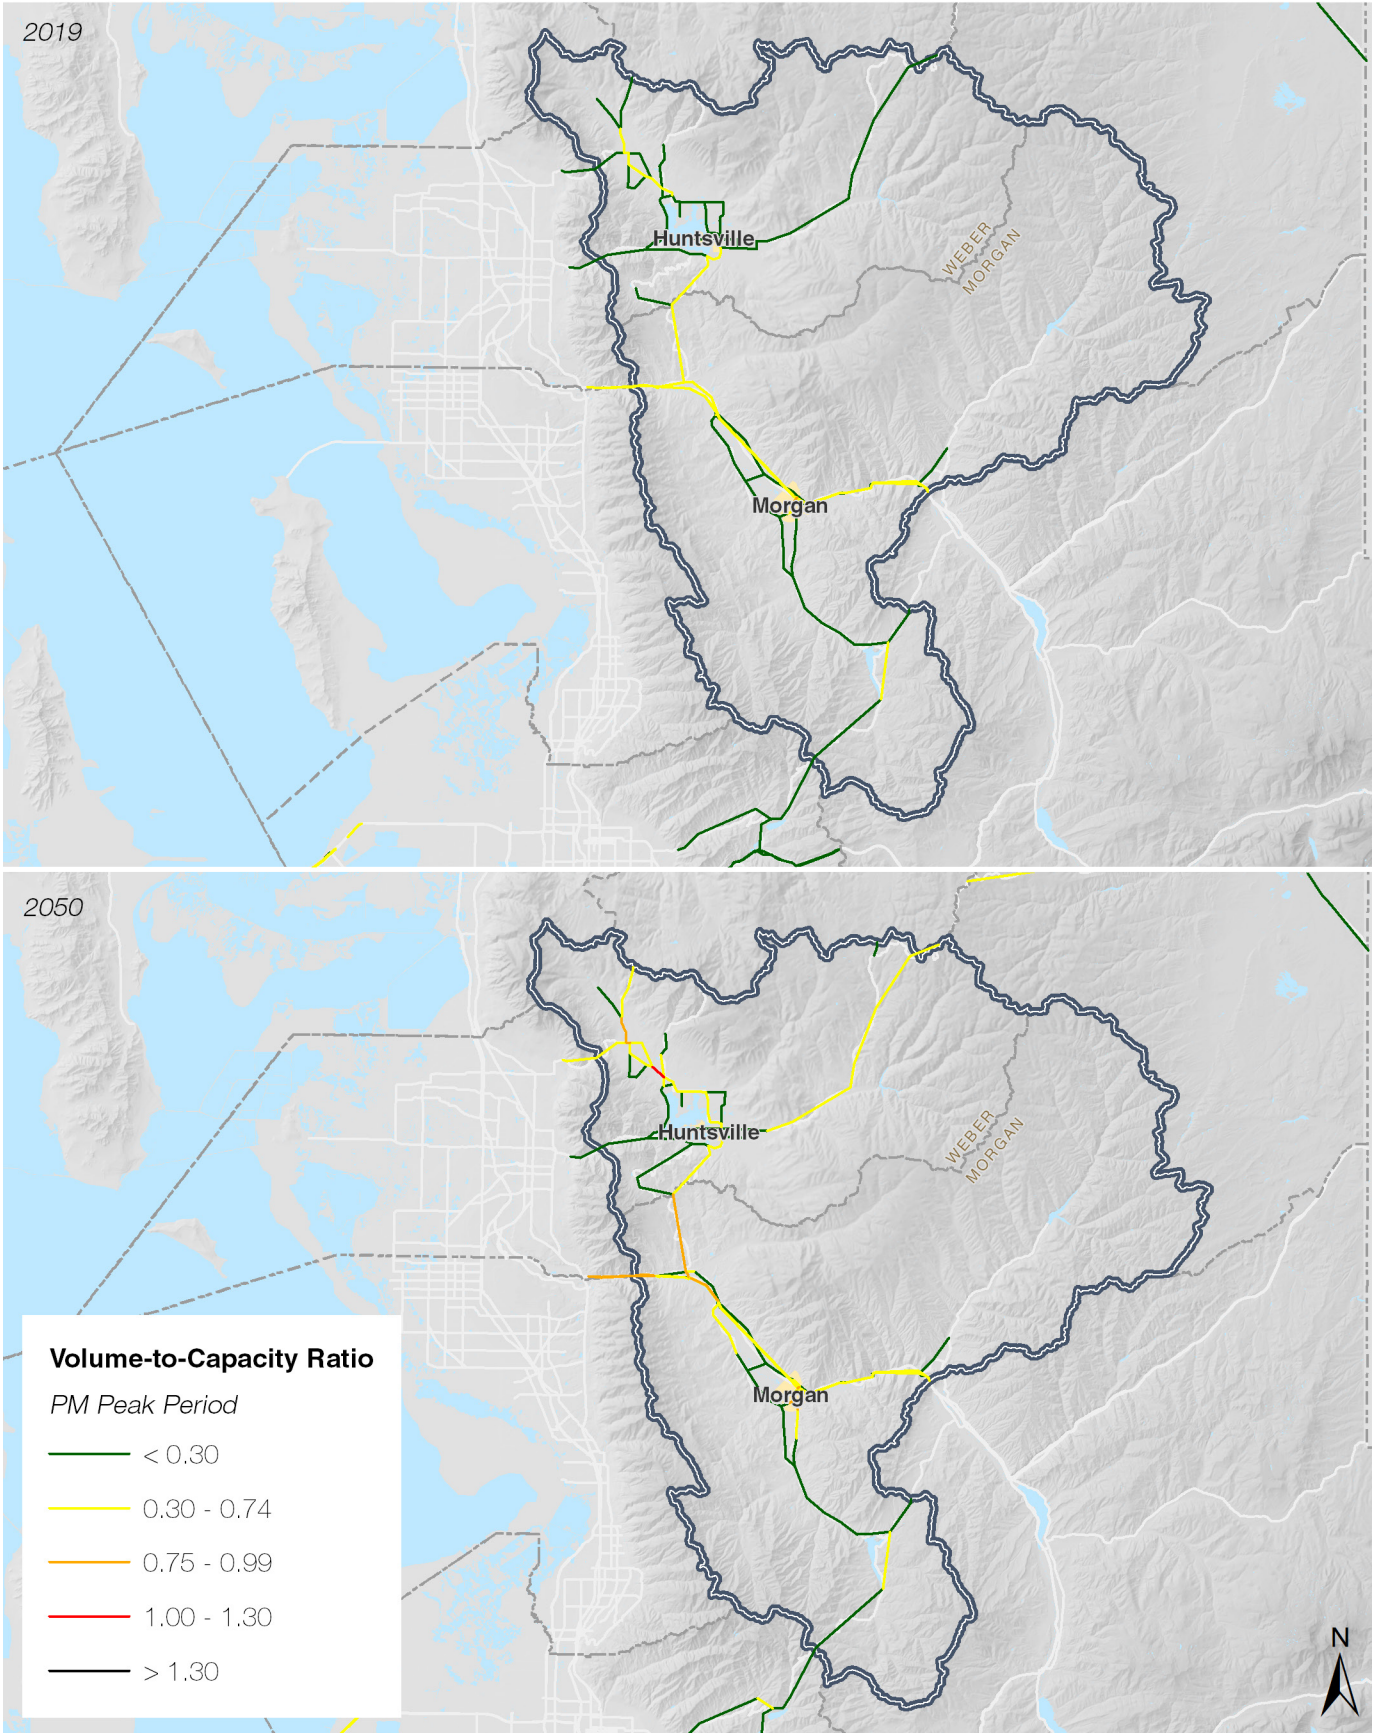 2019
Huntsville
WEBER
MORGAN
Morgan
2050
Huntsville
WEBER
MORGAN
Morgan
Volume-to-Capacity Ratio
PM Peak Period
< 0.30
0.30 - 0.74
0.75 - 0.99
1.00 - 1.30
> 1.30
N